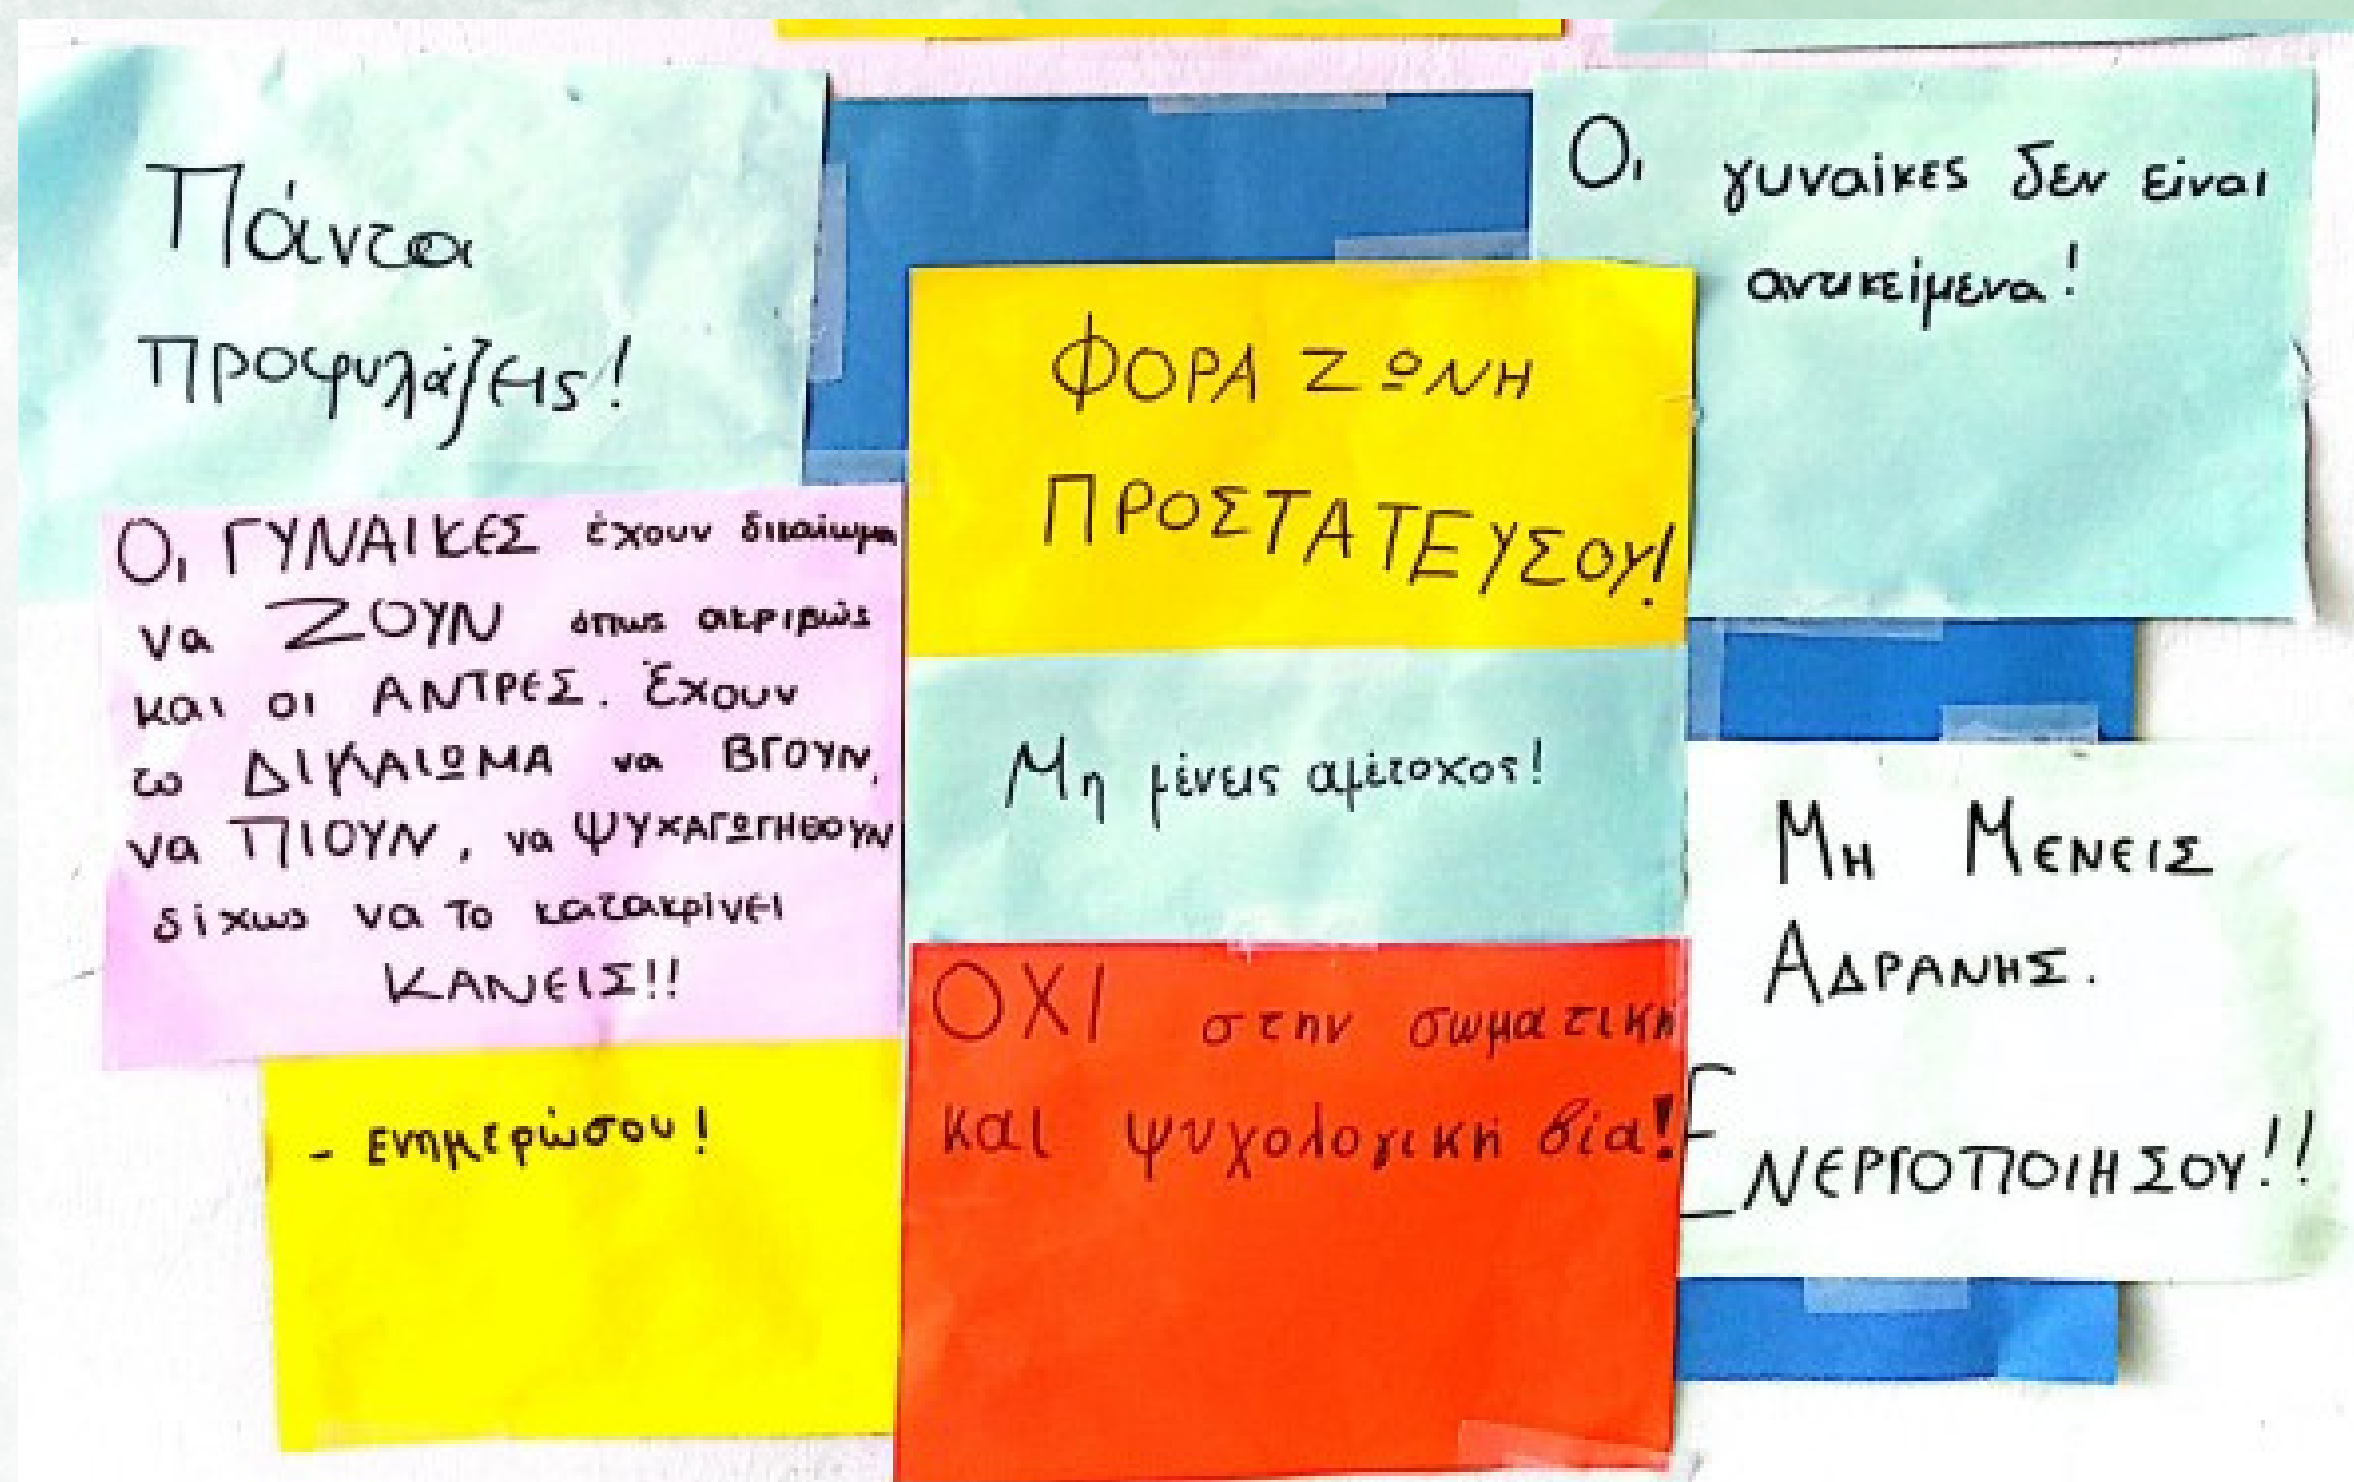 Πάντα
προφυλάξεις!
Οι ΓΥΝΑΙΚΕΣ έχουν δικαίωμα
να ΖΟΥΝ όπως ακριβώς
και οι ΑΝΤΡΕΣ. Έχουν
το ΔΙΚΑΙΩΜΑ να ΒΓΟΥΝ,
να ΠΙΟΥΝ, να ΨΥΧΑΓΩΓΗΘΟΥΝ
δίχως να το κατακρίνει
ΚΑΝΕΙΣ!!
- Ενημερώσου!
ΦΟΡΑ ΖΩΝΗ
ΠΡΟΣΤΑΤΕΥΣΟΥ!
Μη μένεις αμέτοχος!
ΟΧΙ στην σωματική
και ψυχολογική βία!
Οι γυναίκες δεν είναι
αντικείμενα!
ΜΗ ΜΕΝΕΙΣ
ΑΔΡΑΝΗΣ.
ΕΝΕΡΓΟΠΟΙΗΣΟΥ!!